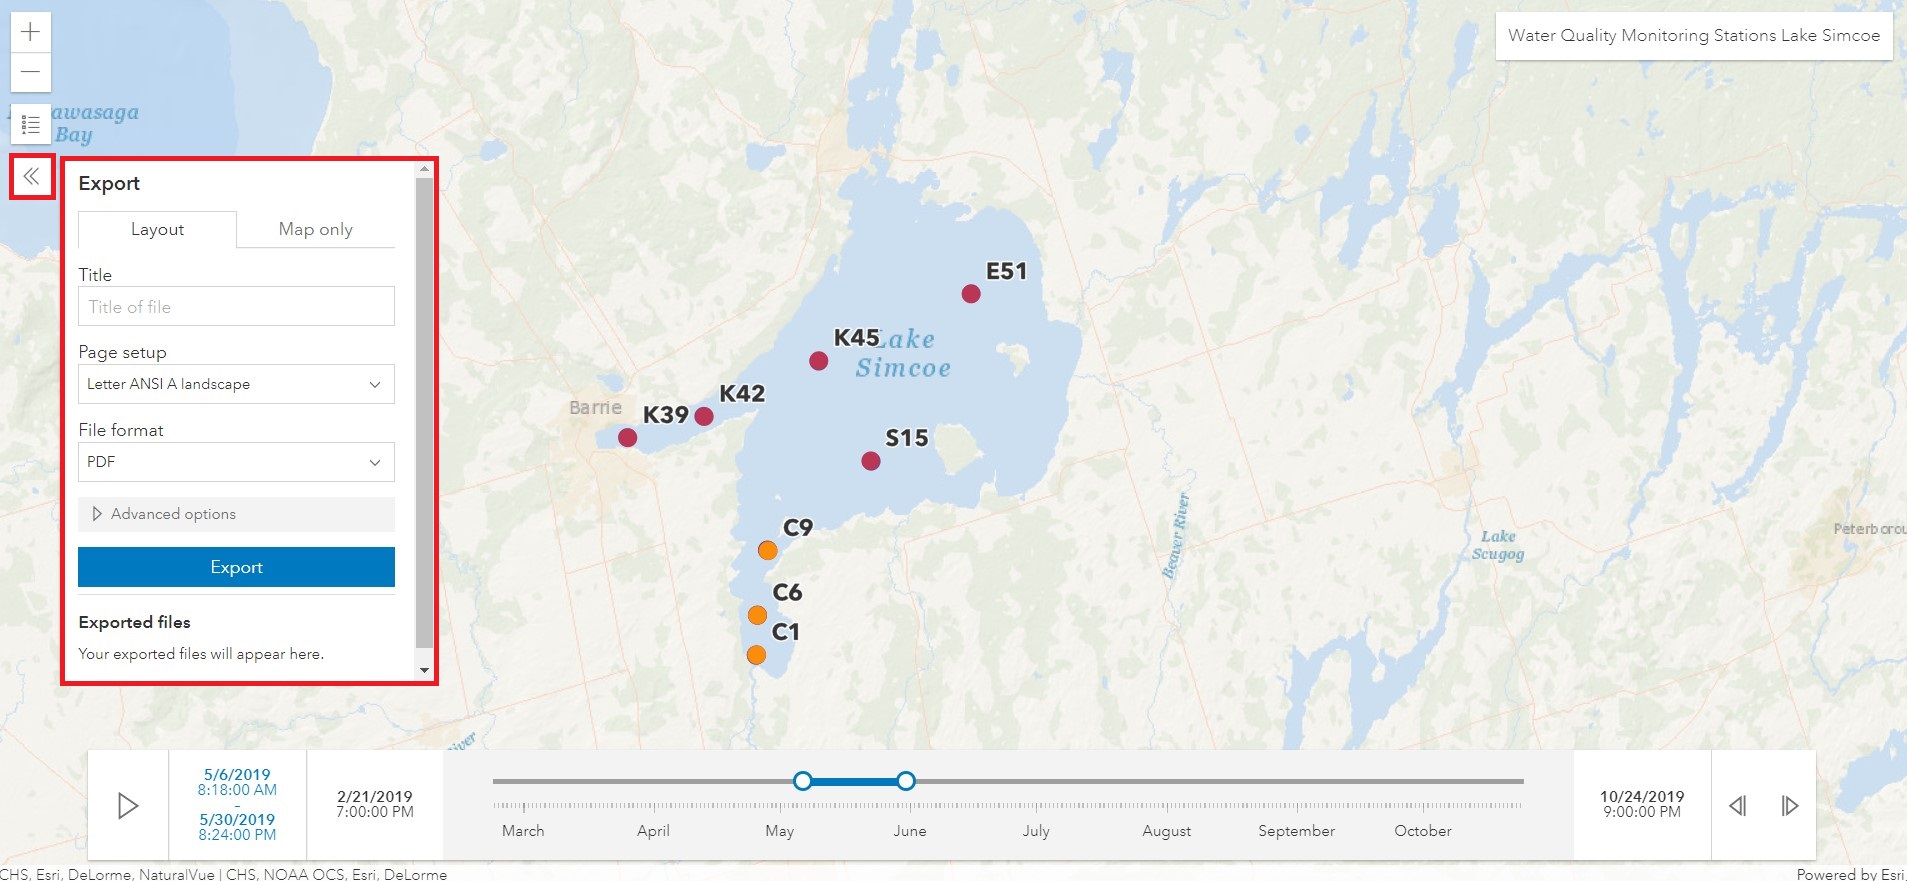 Water Quality Monitoring Stations Lake Simcoe
awasaga
Bay
Export
Layout
Map only
Title
Title of file
Page setup
Letter ANSI A landscape
File format
PDF
Advanced options
Export
Exported files
Your exported files will appear here.
E51
K45
Lake
Simcoe
K42
Barrie
K39
S15
C9
C6
C1
Beaver River
Lake
Scugog
Peterborou
River
5/6/2019
8:18:00 AM
-
5/30/2019
8:24:00 PM
2/21/2019
7:00:00 PM
March
April
May
June
July
August
September
October
10/24/2019
9:00:00 PM
CHS, Esri, DeLorme, NaturalVue | CHS, NOAA OCS, Esri, DeLorme
Powered by Esri